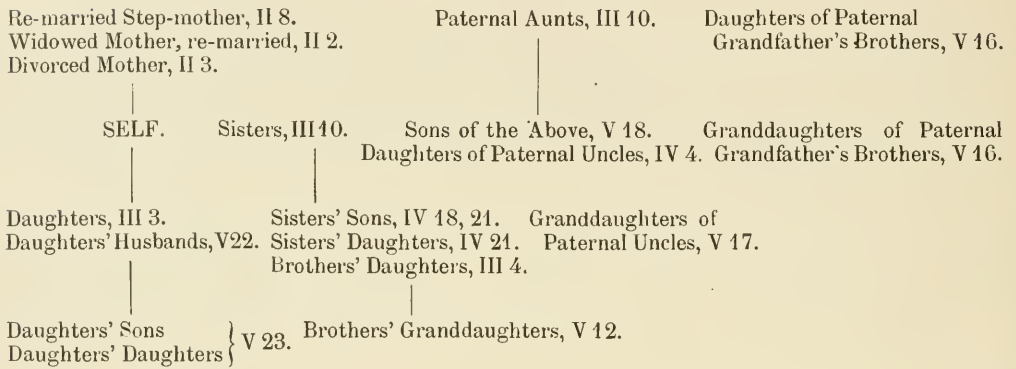 Re-married Step-mother, II 8. Paternal Aunts, III 10. Daughters of Paternal
Widowed Mother, re-married, II 2. Grandfather's Brothers, V 16.
Divorced Mother, II 3.
SELF. Sisters, III 10. Sons of the Above, V 18. Granddaughters of Paternal
Daughters of Paternal Uncles, IV 4. Grandfather's Brothers, V 16.
Daughters, III 3. Sisters' Sons, IV 18, 21. Granddaughters of
Daughters' Husbands, V 22. Sisters' Daughters, IV 21. Paternal Uncles, V 17.
Brothers' Daughters, III 4.
Daughters' Sons } V 23. Brothers' Granddaughters, V 12.
Daughters' Daughters